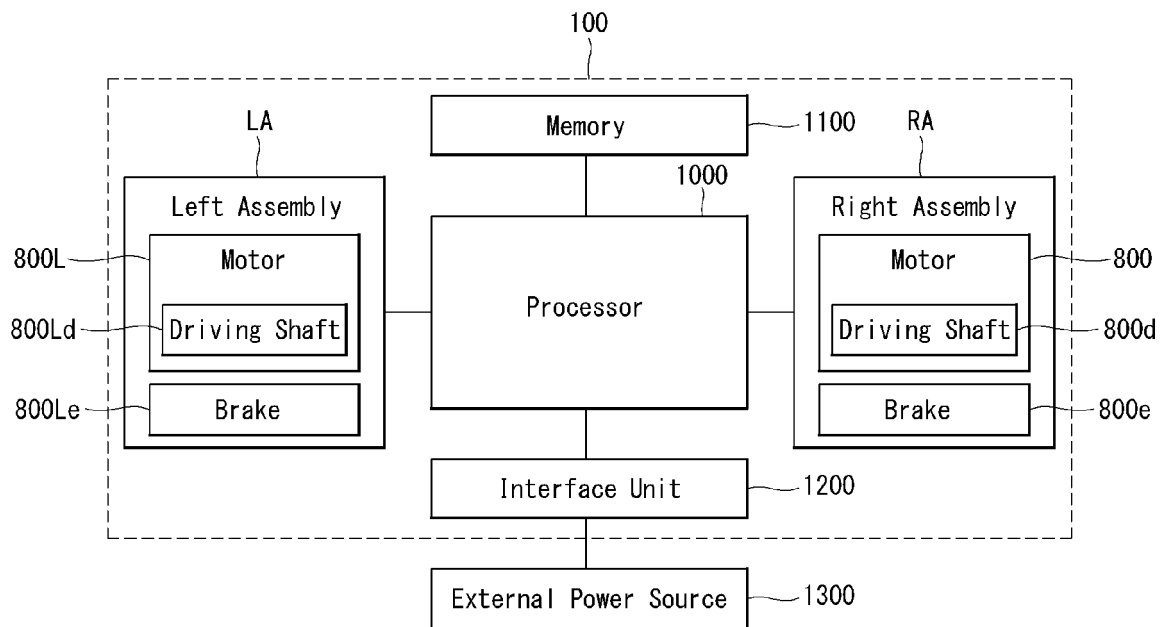 100
LA
Memory
1100
RA
1000
Left Assembly
Right Assembly
800L
Motor
Motor
800
Processor
800Ld
Driving Shaft
Driving Shaft
800d
800Le
Brake
Brake
800e
Interface Unit
1200
External Power Source
1300